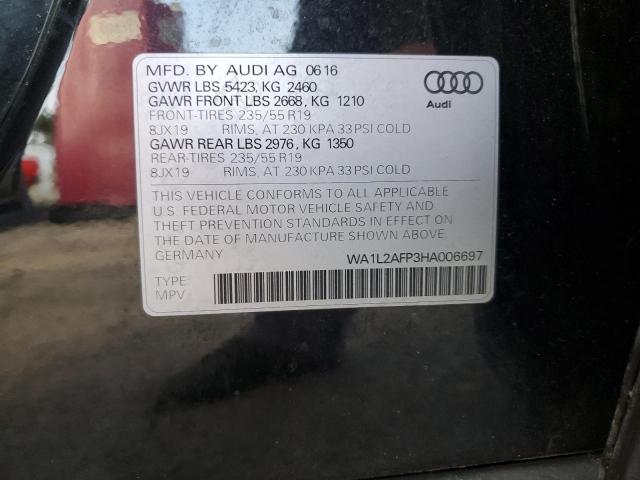 MFD. BY AUDI AG 06 16
GVWR LBS 5423, KG 2460
GAWR FRONT LBS 2668, KG 1210
FRONT-TIRES 235/55 R19
8JX19 RIMS, AT 230 KPA 33 PSI COLD
GAWR REAR LBS 2976, KG 1350
REAR-TIRES 235/55 R19
8JX19 RIMS, AT 230 KPA 33 PSI COLD
Audi
THIS VEHICLE CONFORMS TO ALL APPLICABLE
U.S. FEDERAL MOTOR VEHICLE SAFETY AND
THEFT PREVENTION STANDARDS IN EFFECT ON
THE DATE OF MANUFACTURE SHOWN ABOVE.
GERMANY
WA1L2AFP3HA006697
TYPE
MPV